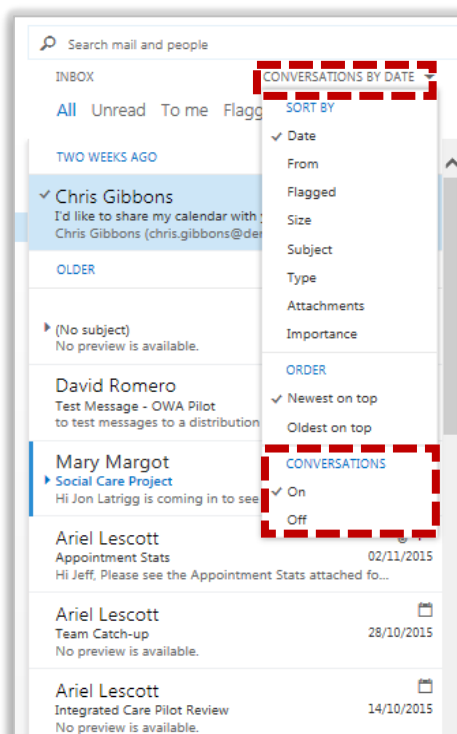 Search mail and people
INBOX
CONVERSATIONS BY DATE
All Unread To me Flagg
SORT BY
Date
From
Flagged
Size
Subject
Type
Attachments
Importance
ORDER
Newest on top
Oldest on top
CONVERSATIONS
On
Off
TWO WEEKS AGO
Chris Gibbons
I'd like to share my calendar with
Chris Gibbons (chris.gibbons@de
OLDER
(No subject)
No preview is available.
David Romero
Test Message - OWA Pilot
to test messages to a distribution
Mary Margot
Social Care Project
Hi Jon Latrigg is coming in to see
Ariel Lescott
Appointment Stats 02/11/2015
Hi Jeff, Please see the Appointment Stats attached fo...
Ariel Lescott
Team Catch-up 28/10/2015
No preview is available.
Ariel Lescott
Integrated Care Pilot Review 14/10/2015
No preview is available.